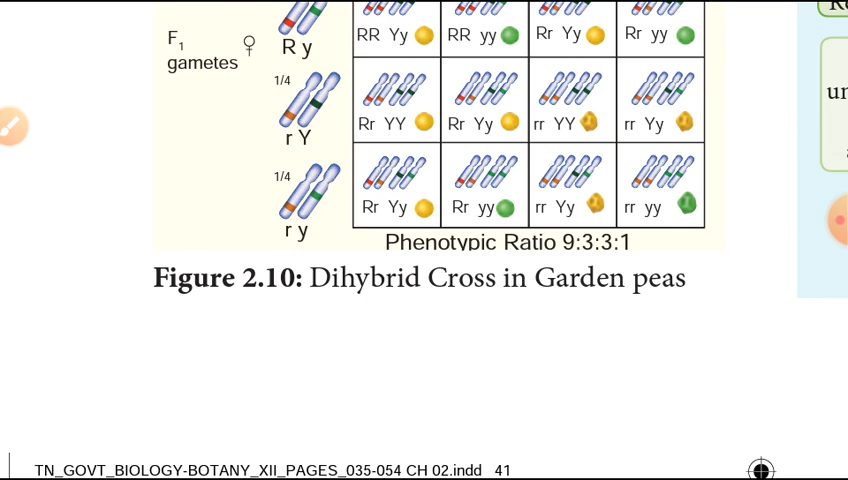 F1 ♀ gametes
R y
RR Yy RR yy Rr Yy Rr yy
1/4
r Y
Rr YY Rr Yy rr YY rr Yy
1/4
r y
Rr Yy Rr yy rr Yy rr yy
Phenotypic Ratio 9:3:3:1
Figure 2.10: Dihybrid Cross in Garden peas
TN_GOVT_BIOLOGY-BOTANY_XII_PAGES_035-054 CH 02.indd 41